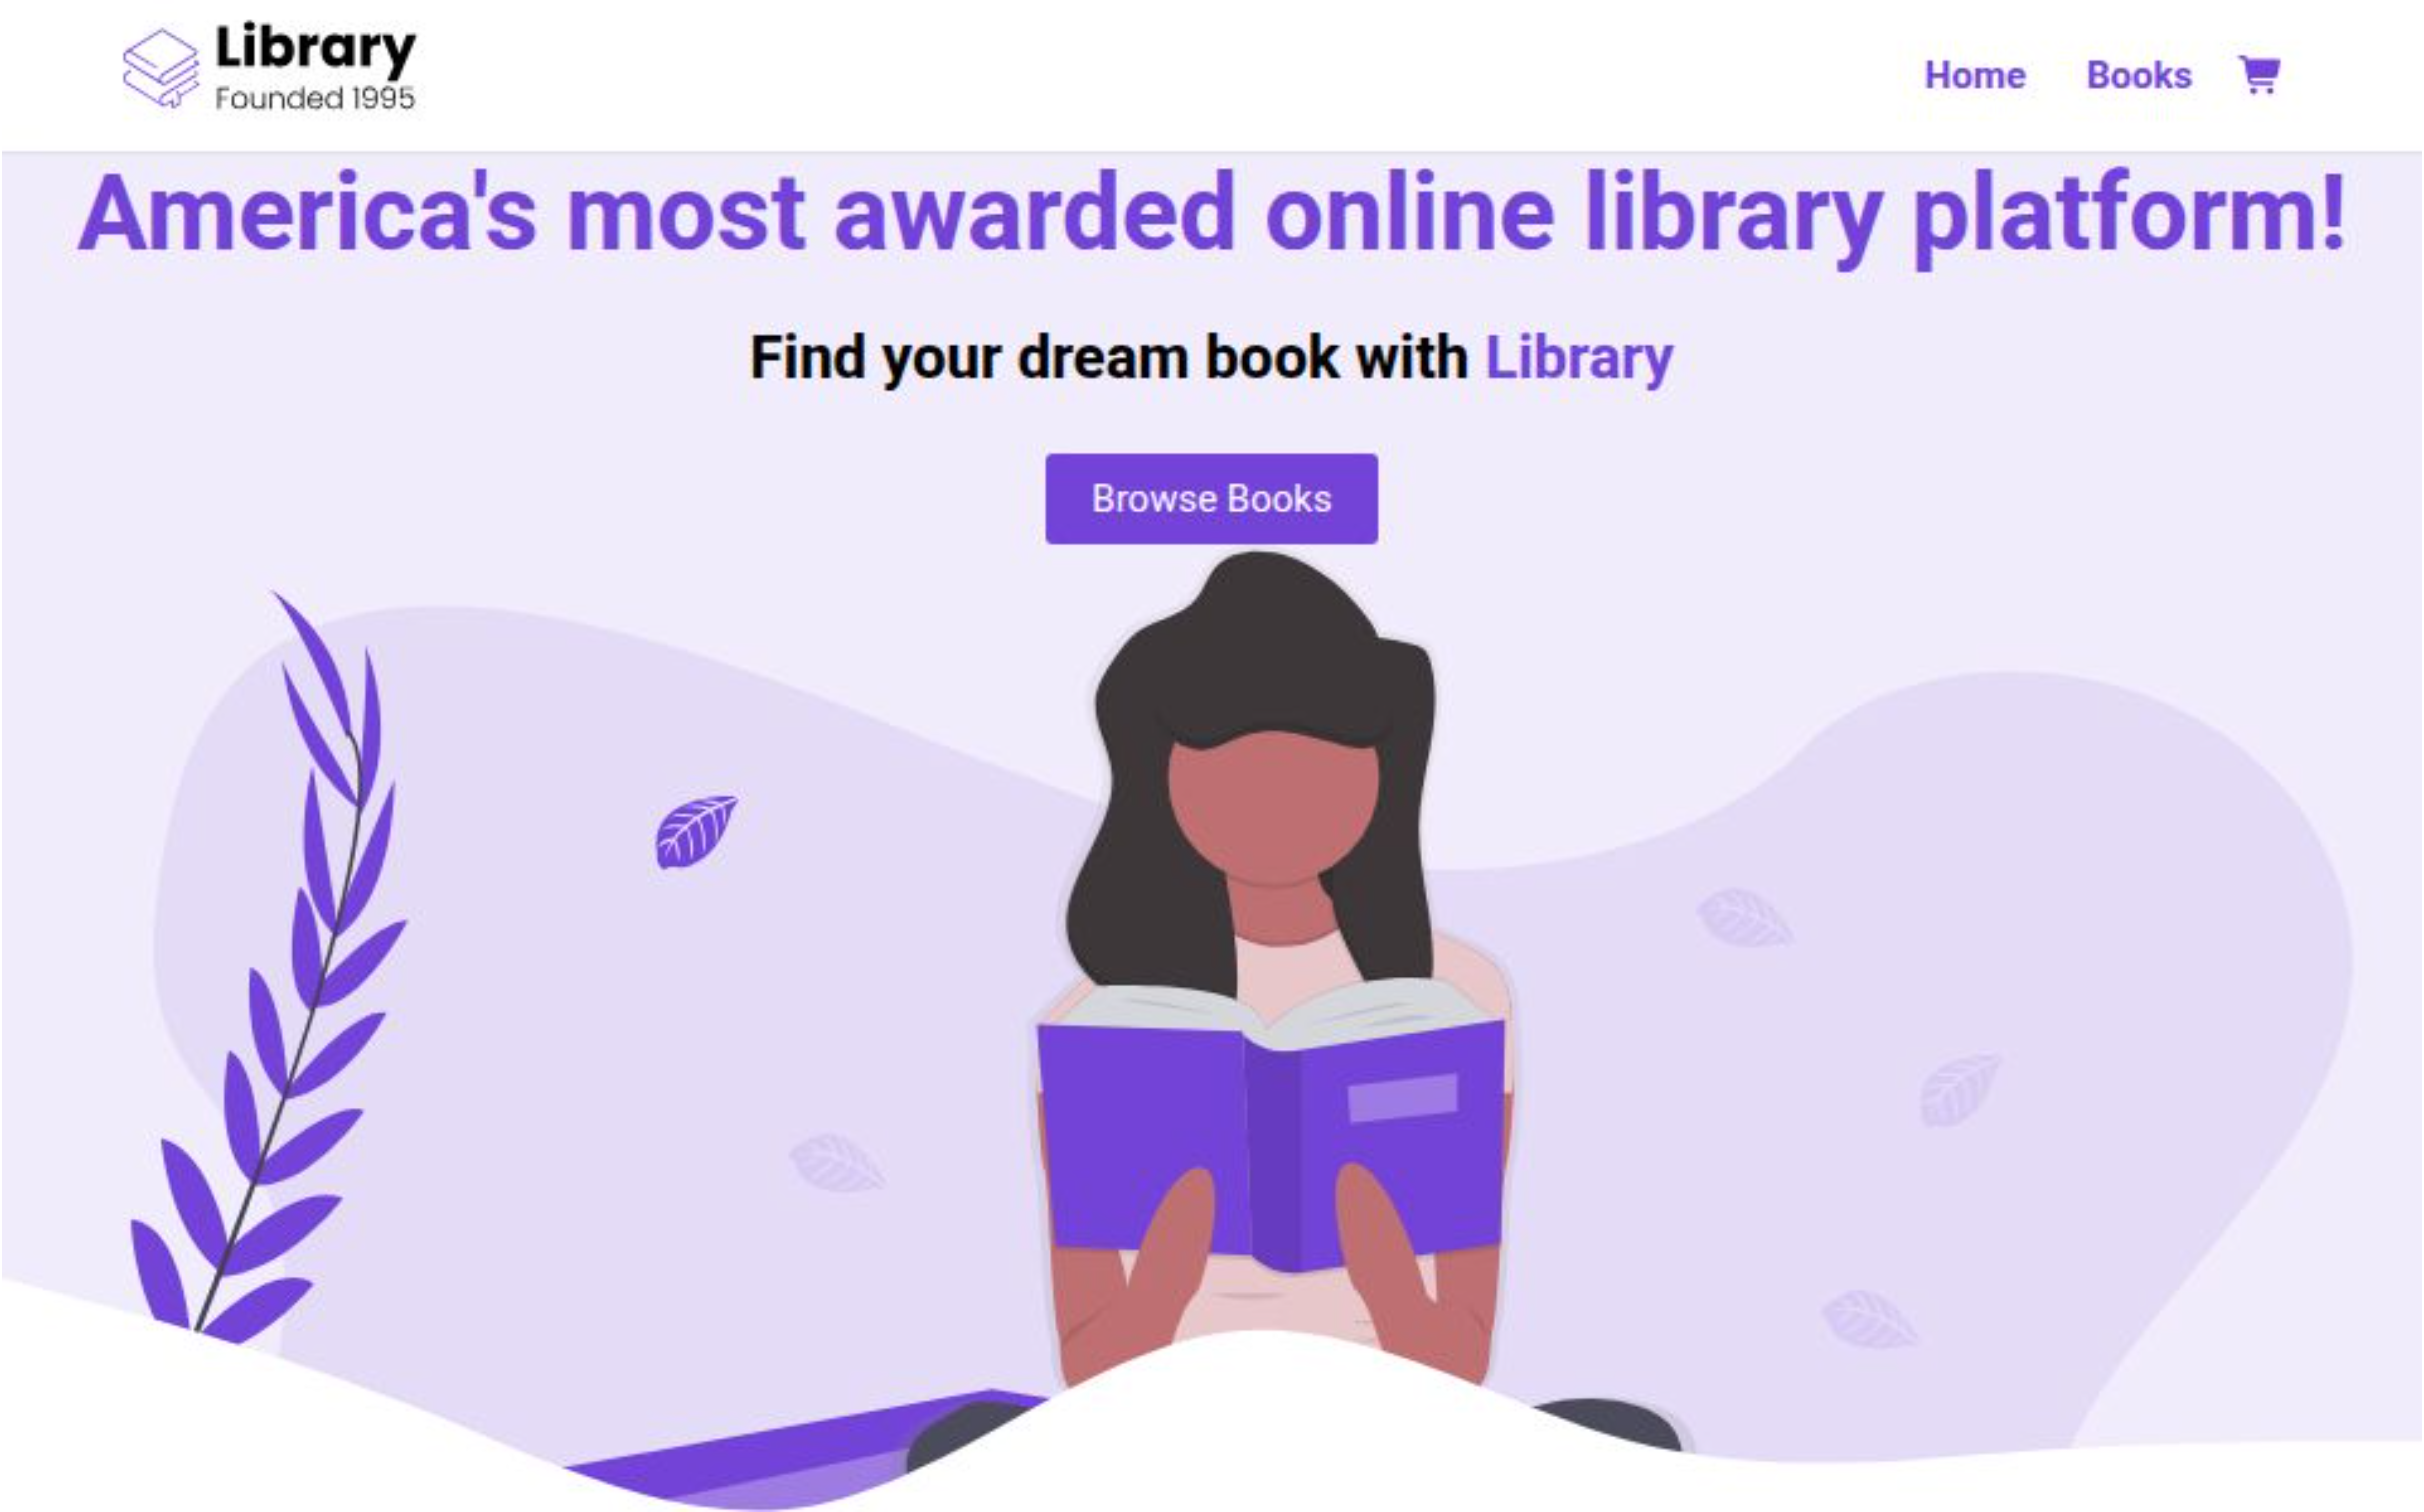 Library
Founded 1995
Home Books
America's most awarded online library platform!
Find your dream book with Library
Browse Books